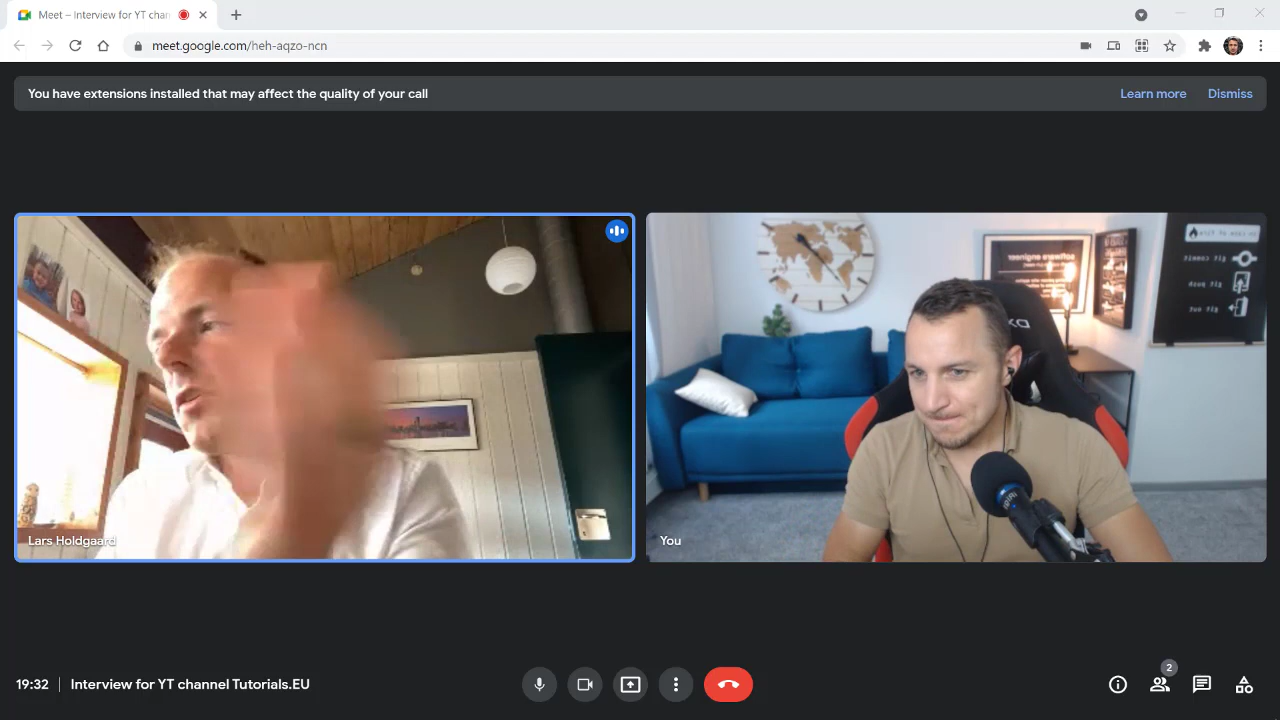 Meet – Interview for YT chan
meet.google.com/heh-aqzo-ncn
You have extensions installed that may affect the quality of your call
Learn more
Dismiss
software engineer
Lars Holdgaard
You
2
19:32
Interview for YT channel Tutorials.EU